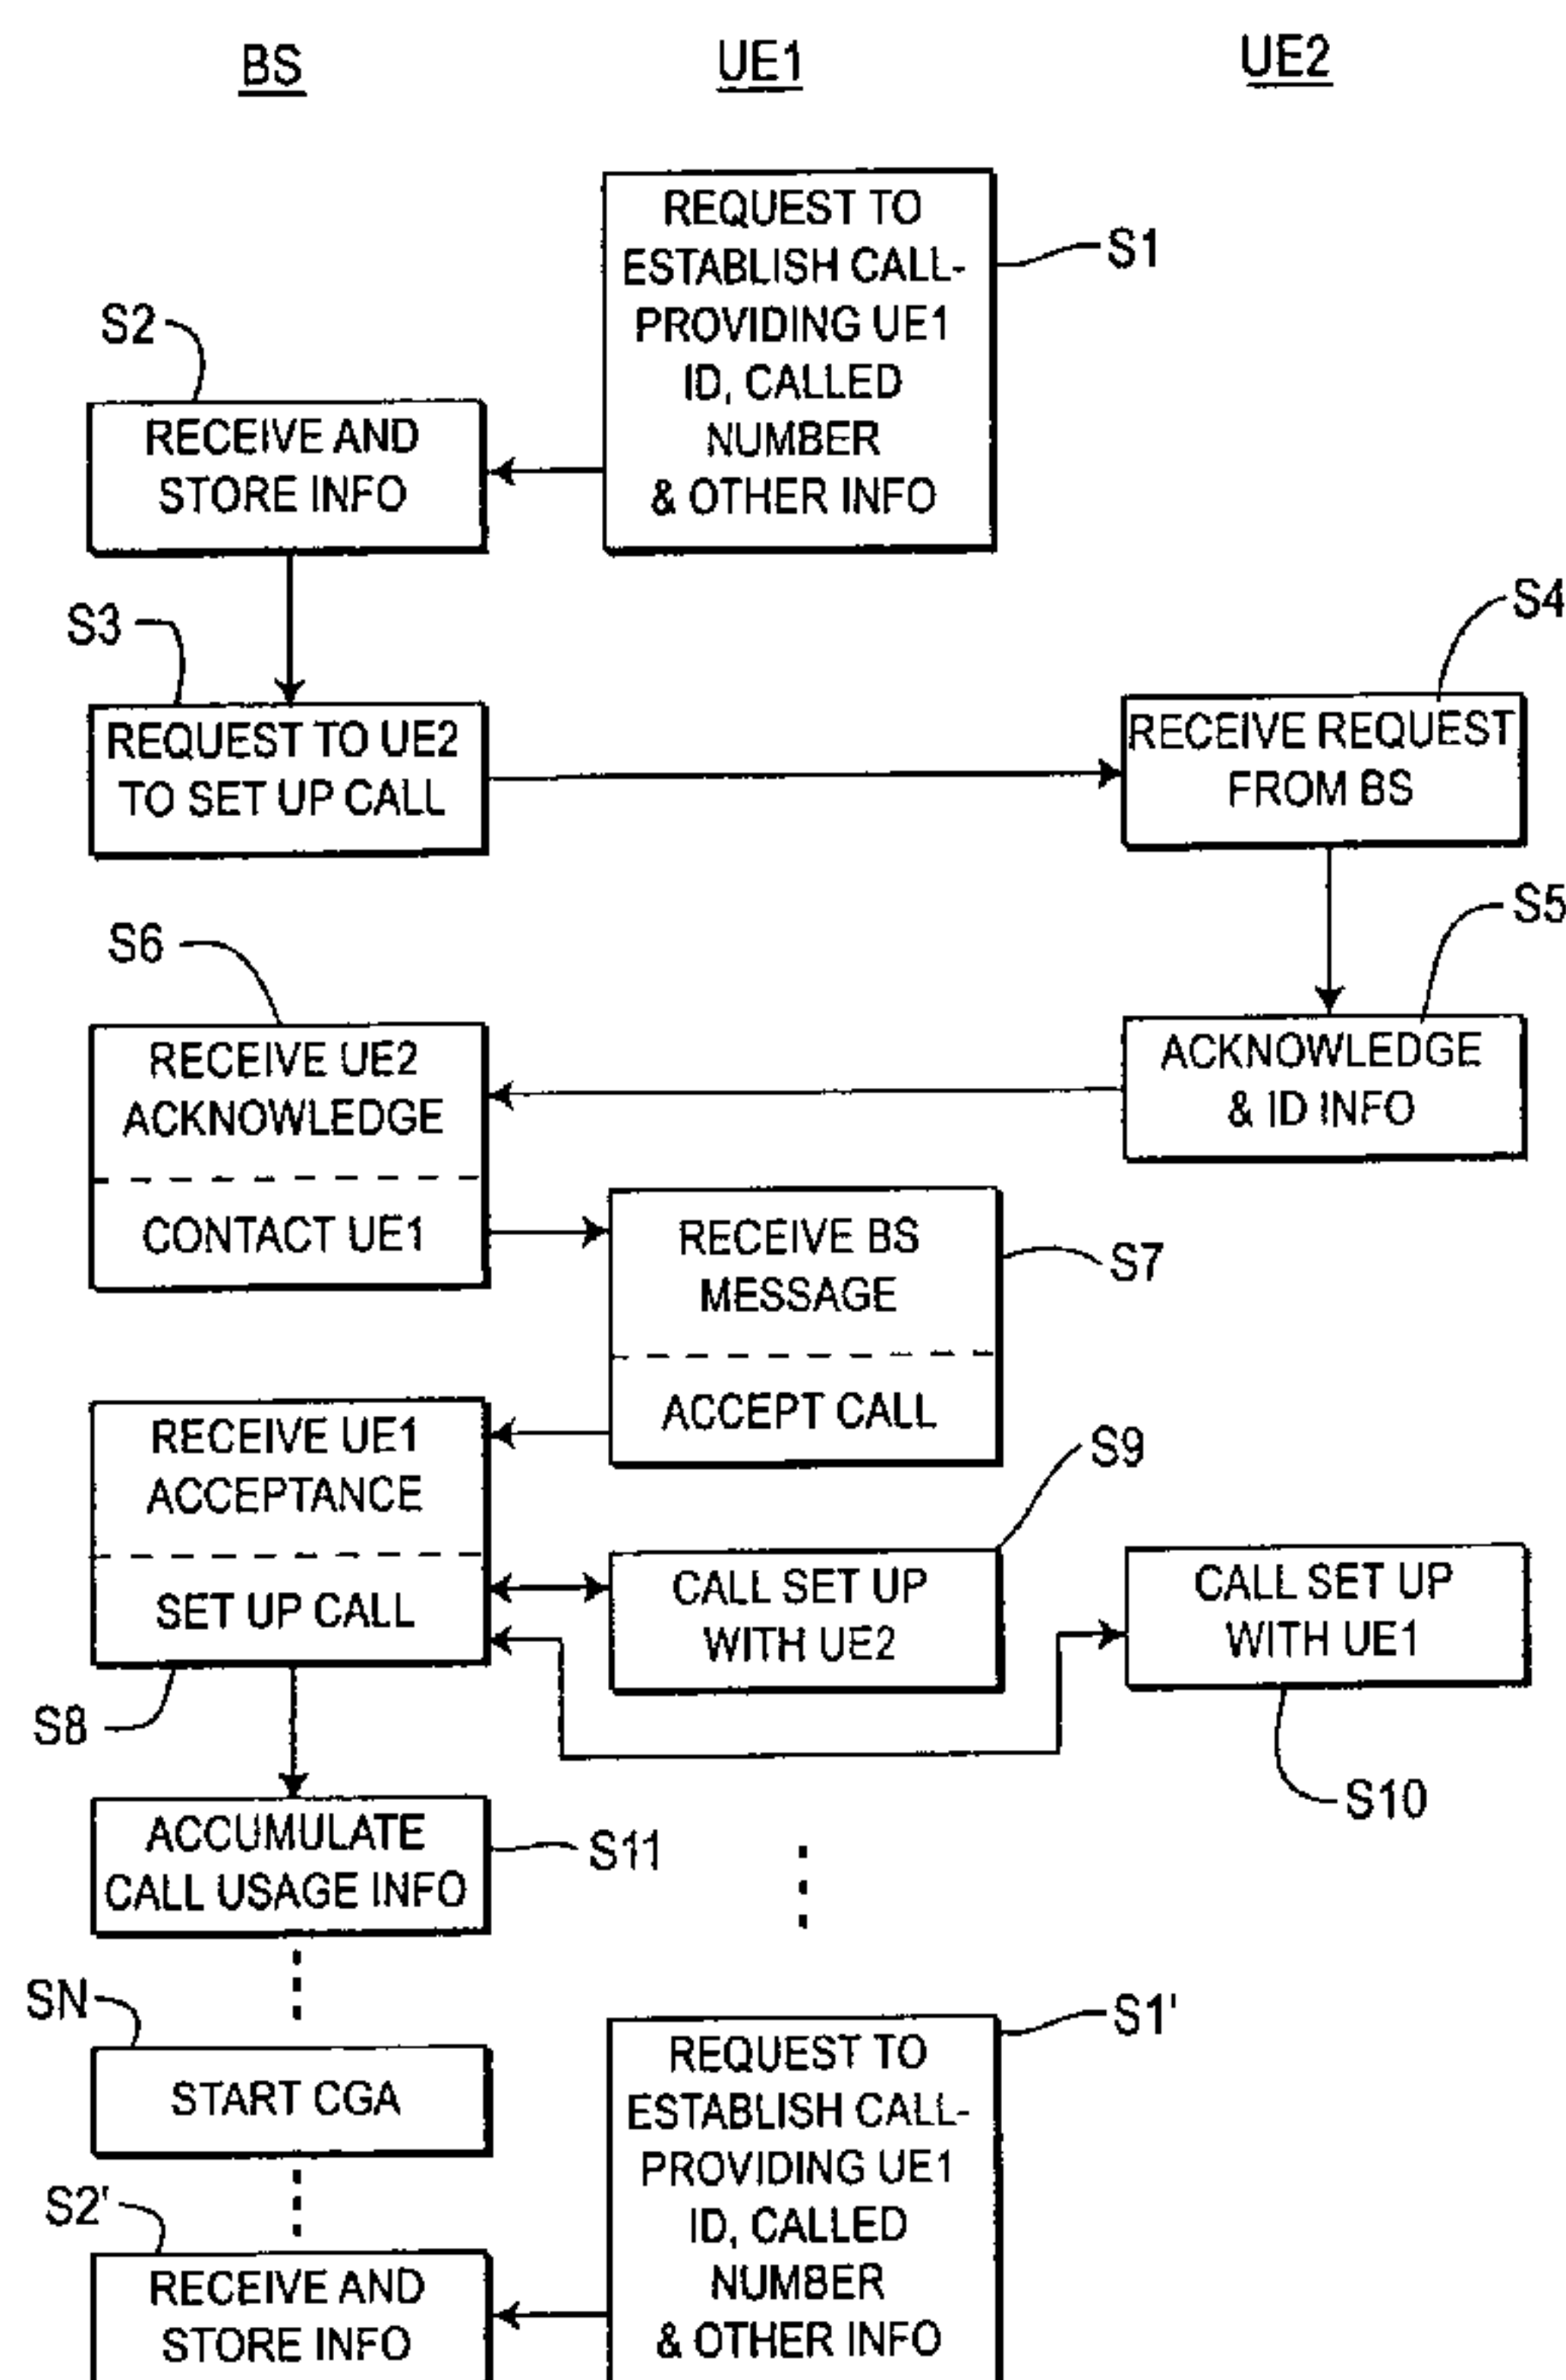 BS
UE1
UE2
REQUEST TO
ESTABLISH CALL-
PROVIDING UE1
ID, CALLED
NUMBER
& OTHER INFO
S1
S2
RECEIVE AND
STORE INFO
S3
REQUEST TO UE2
TO SET UP CALL
S4
RECEIVE REQUEST
FROM BS
S5
ACKNOWLEDGE
& ID INFO
S6
RECEIVE UE2
ACKNOWLEDGE
CONTACT UE1
RECEIVE BS
MESSAGE
ACCEPT CALL
S7
RECEIVE UE1
ACCEPTANCE
SET UP CALL
S8
S9
CALL SET UP
WITH UE2
CALL SET UP
WITH UE1
S10
ACCUMULATE
CALL USAGE INFO
S11
SN
START CGA
S1'
REQUEST TO
ESTABLISH CALL-
PROVIDING UE1
ID, CALLED
NUMBER
& OTHER INFO
S2'
RECEIVE AND
STORE INFO